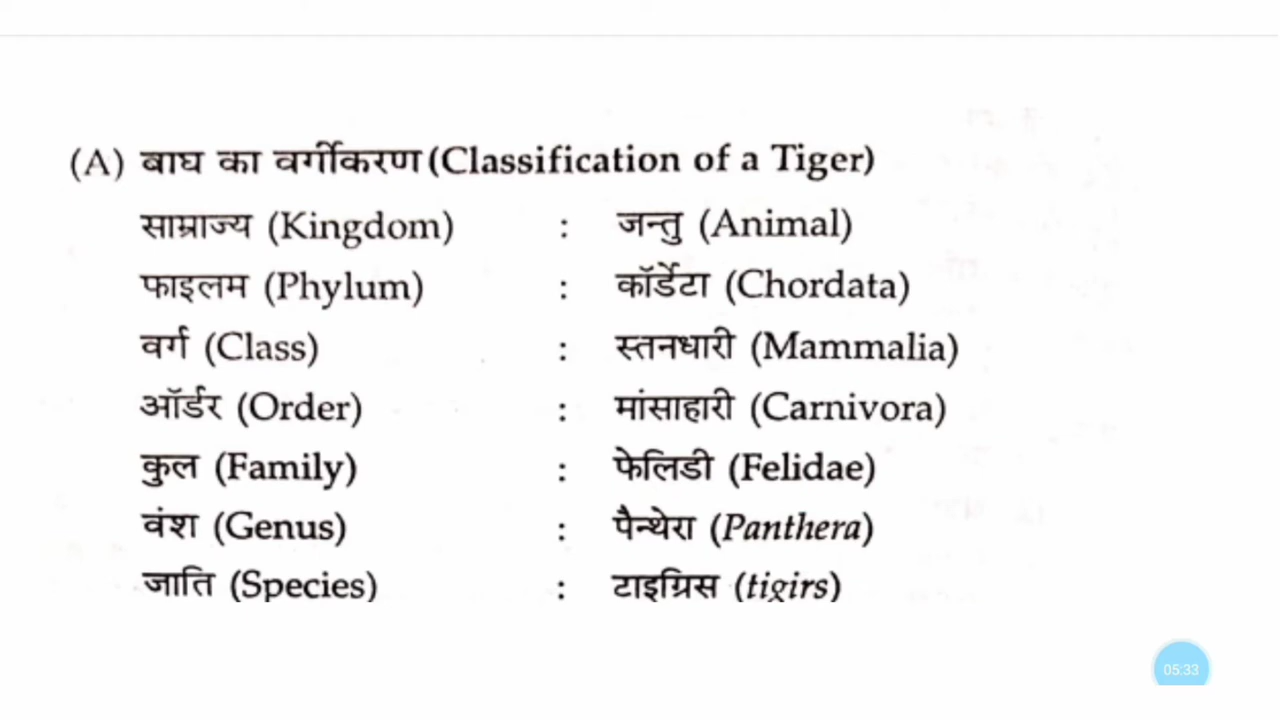 (A) बाघ का वर्गीकरण (Classification of a Tiger)
साम्राज्य (Kingdom) : जन्तु (Animal)
फाइलम (Phylum) : कॉर्डेटा (Chordata)
वर्ग (Class) : स्तनधारी (Mammalia)
ऑर्डर (Order) : मांसाहारी (Carnivora)
कुल (Family) : फेलिडी (Felidae)
वंश (Genus) : पैन्थेरा (Panthera)
जाति (Species) : टाइग्रिस (tigirs)
05:33